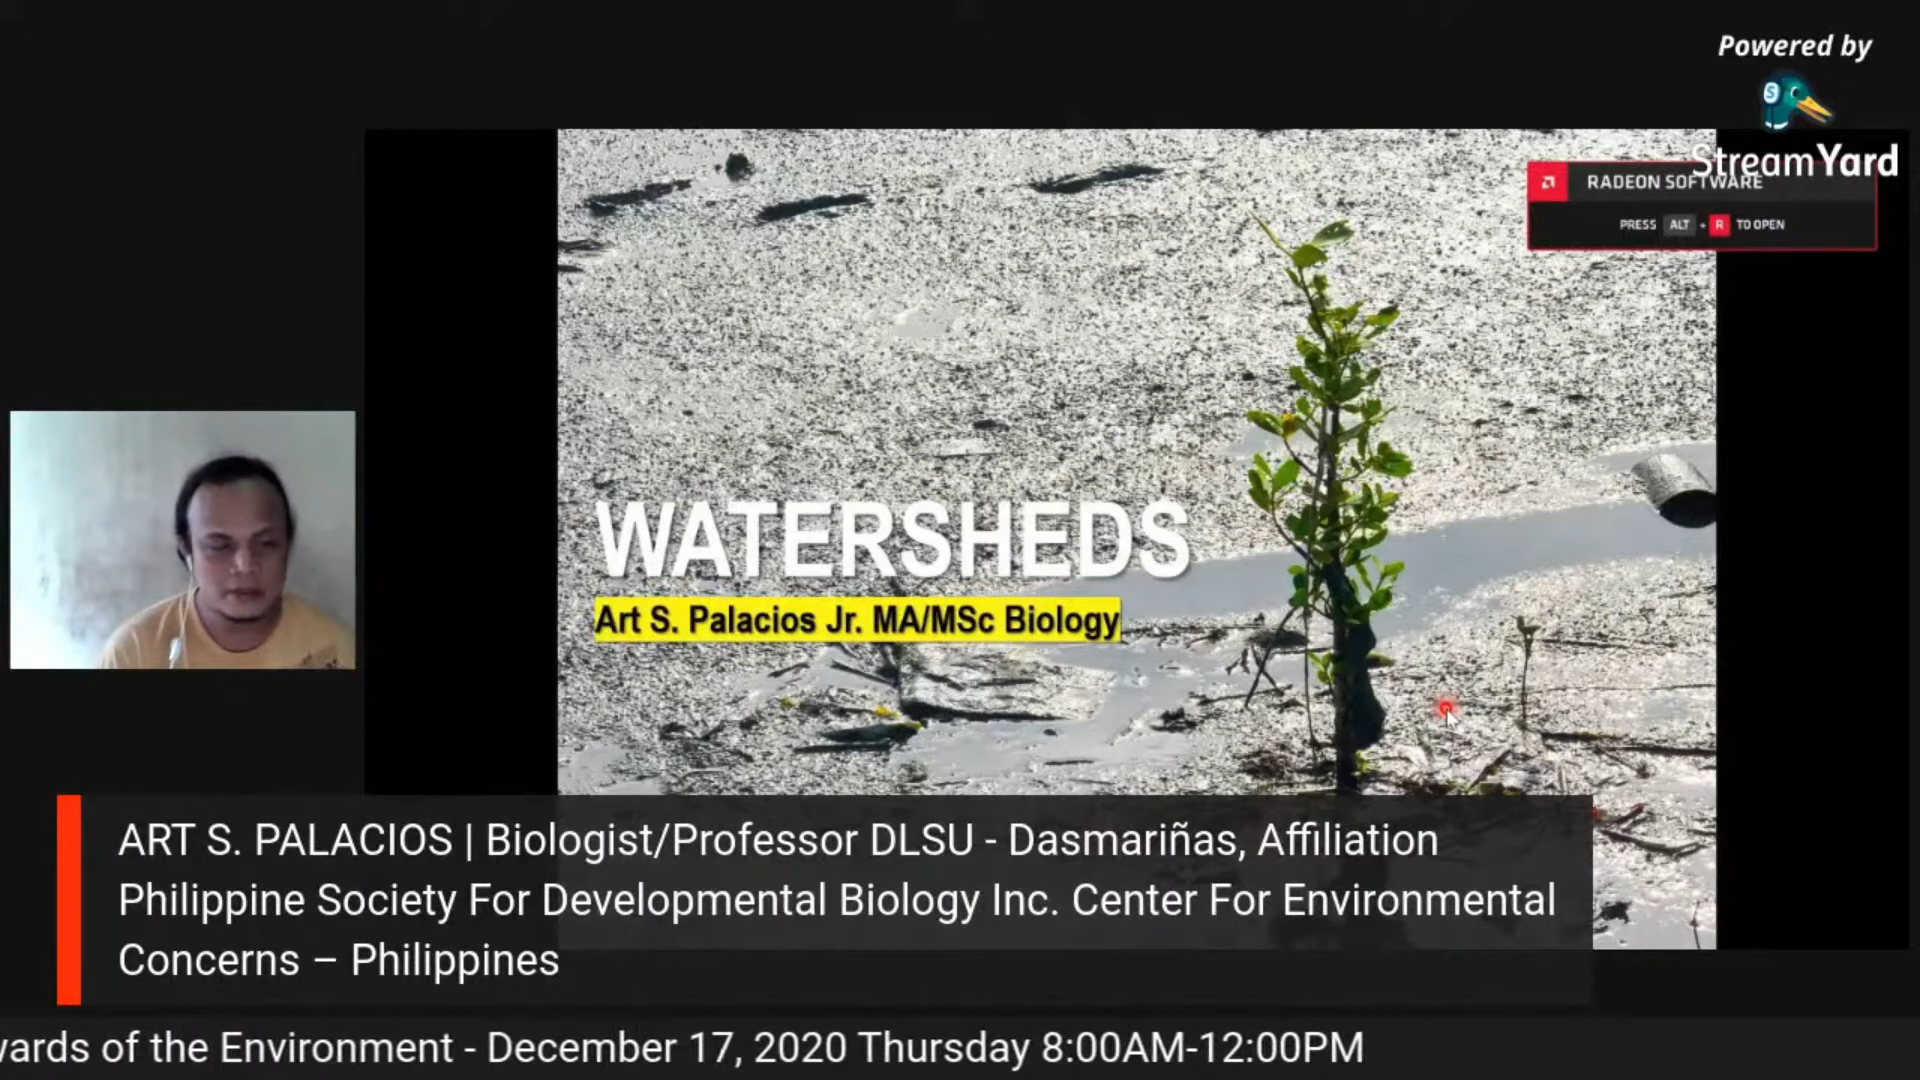 Powered by
StreamYard
RADEON SOFTWARE
PRESS ALT + R TO OPEN
WATERSHEDS
Art S. Palacios Jr. MA/MSc Biology
ART S. PALACIOS | Biologist/Professor DLSU - Dasmariñas, Affiliation
Philippine Society For Developmental Biology Inc. Center For Environmental
Concerns – Philippines
of the Environment - December 17, 2020 Thursday 8:00AM-12:00PM